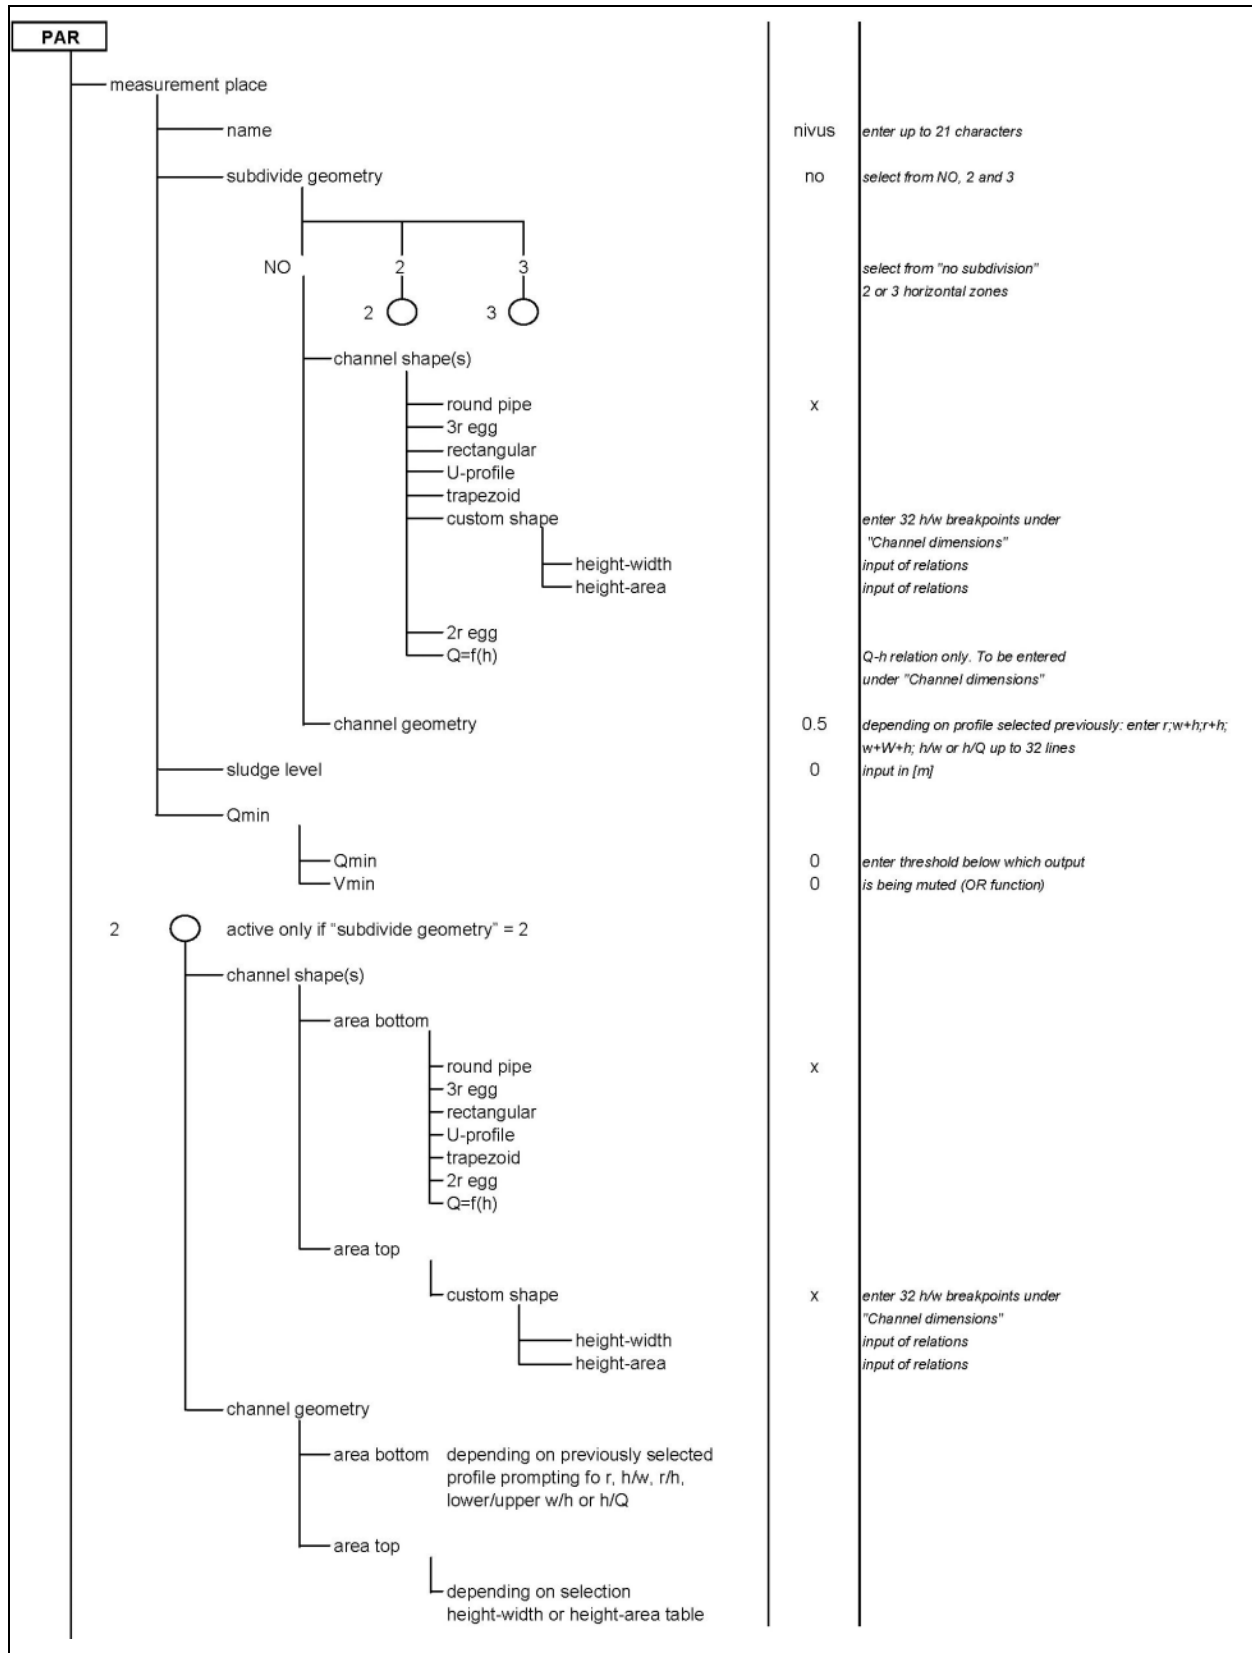 PAR
measurement place
name nivus enter up to 21 characters
subdivide geometry no select from NO, 2 and 3
NO 2 3 select from "no subdivision"
2 or 3 horizontal zones
2 3
channel shape(s)
round pipe x
3r egg
rectangular
U-profile
trapezoid
custom shape enter 32 h/w breakpoints under
"Channel dimensions"
height-width input of relations
height-area input of relations
2r egg
Q=f(h) Q-h relation only. To be entered
under "Channel dimensions"
channel geometry 0.5 depending on profile selected previously: enter r;w+h;r+h;
w+W+h; h/w or h/Q up to 32 lines
sludge level 0 input in [m]
Qmin
Qmin 0 enter threshold below which output
Vmin 0 is being muted (OR function)
2 active only if "subdivide geometry" = 2
channel shape(s)
area bottom
round pipe x
3r egg
rectangular
U-profile
trapezoid
2r egg
Q=f(h)
area top
custom shape x enter 32 h/w breakpoints under
"Channel dimensions"
height-width input of relations
height-area input of relations
channel geometry
area bottom depending on previously selected
profile prompting fo r, h/w, r/h,
lower/upper w/h or h/Q
area top
depending on selection
height-width or height-area table